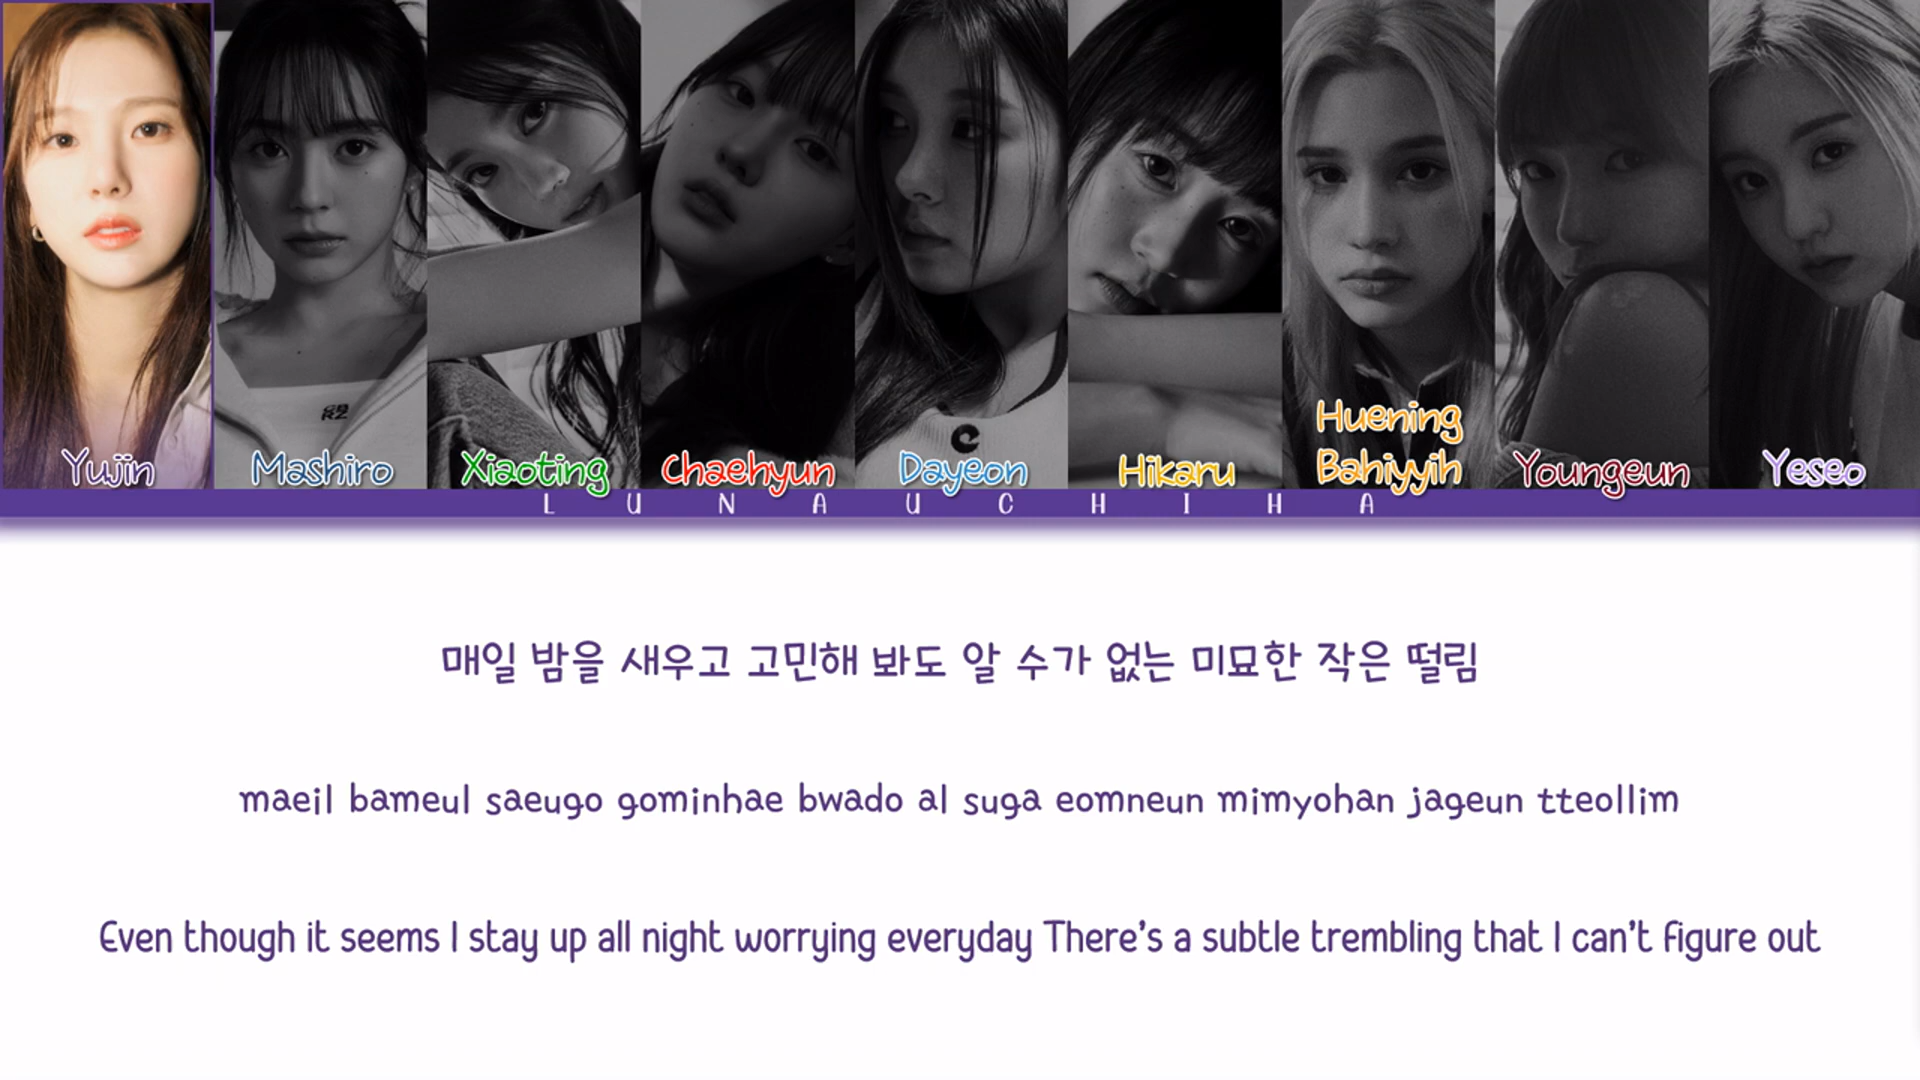 Yujin
Mashiro
Xiaoting
Chaehyun
Dayeon
Hikaru
Huening
Bahiyyih
Youngeun
Yeseo
LUNAUCHIHA
매일 밤을 새우고 고민해 봐도 알 수가 없는 미묘한 작은 떨림
maeil bameul saeugo gominhae bwado al suga eomneun mimyohan jageun tteollim
Even though it seems I stay up all night worrying everyday There's a subtle trembling that I can't figure out